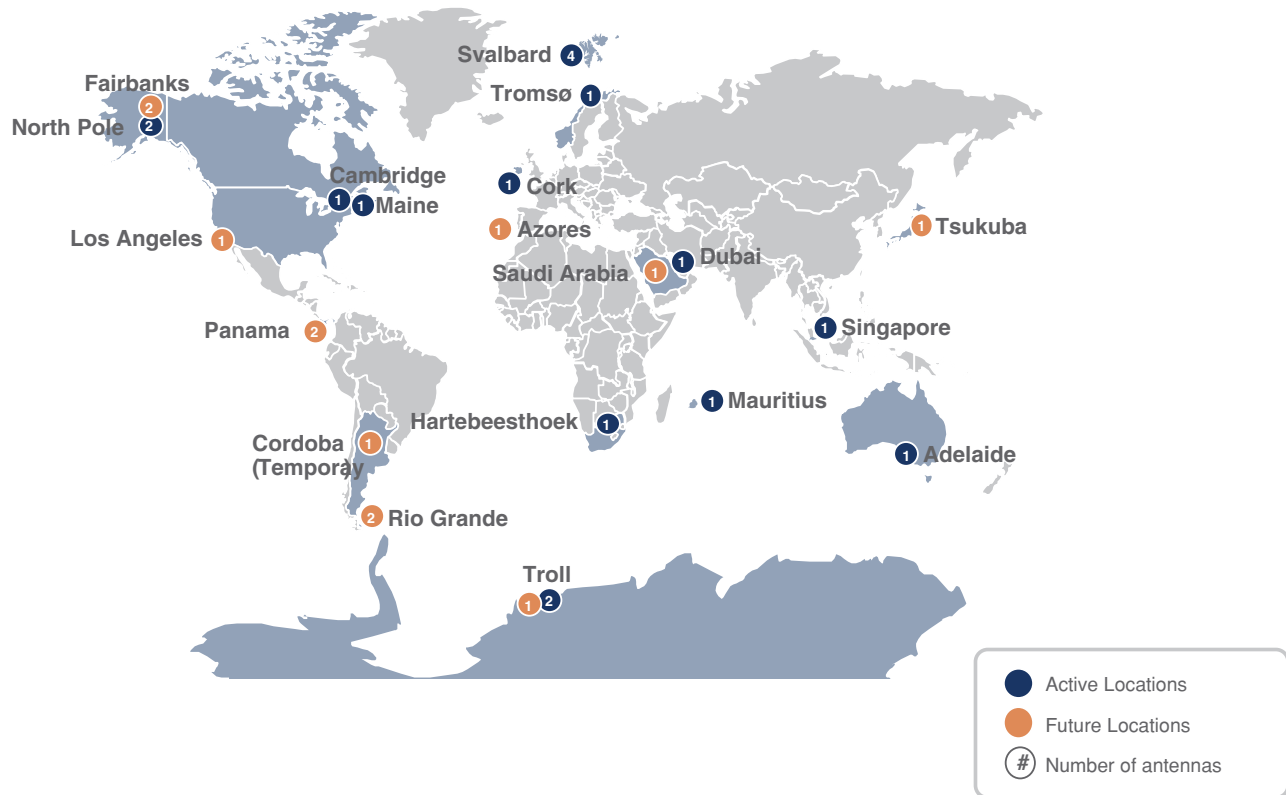 Svalbard 4
Fairbanks
2
Tromsø 1
North Pole 2
Cambridge
1
1 Maine
1 Cork
Los Angeles 1
1 Azores
1 Tsukuba
1 Dubai
Saudi Arabia 1
Panama 2
1 Singapore
1 Mauritius
Hartebeesthoek 1
Cordoba 1
(Temporày
1 Adelaide
2 Rio Grande
Troll
1 2
Active Locations
Future Locations
# Number of antennas